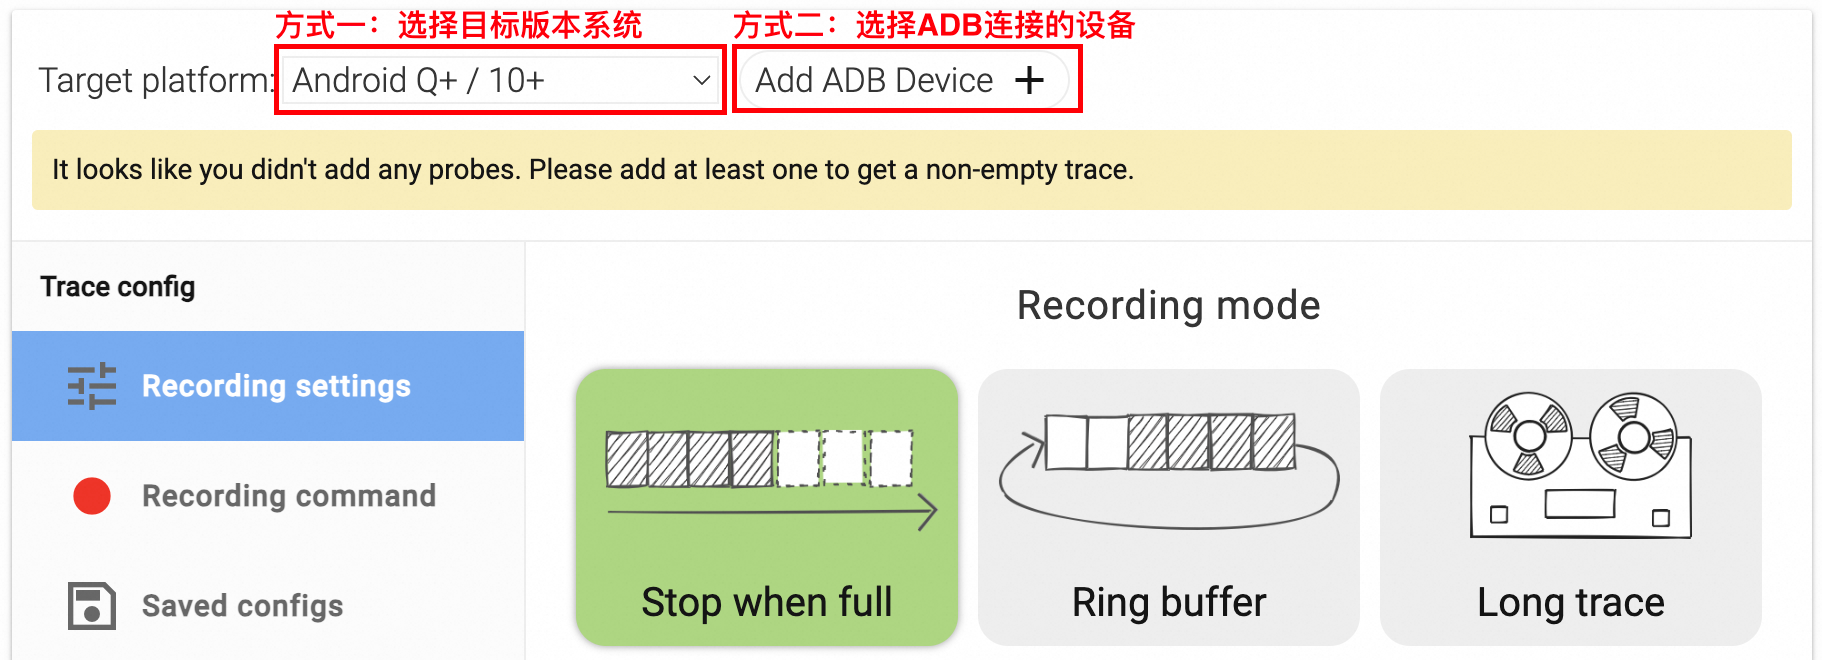 方式一：选择目标版本系统
方式二：选择ADB连接的设备
Target platform:
Android Q+ / 10+
Add ADB Device +
It looks like you didn't add any probes. Please add at least one to get a non-empty trace.
Trace config
Recording settings
Recording command
Saved configs
Recording mode
Stop when full
Ring buffer
Long trace